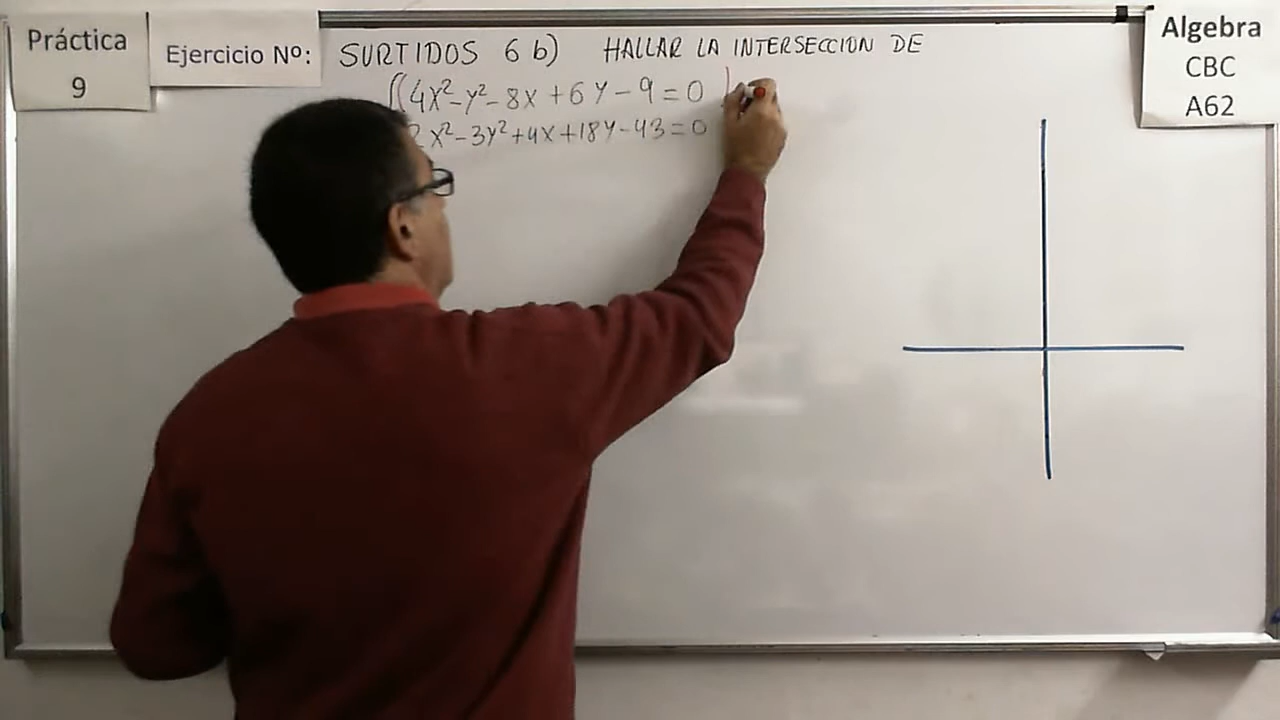 Práctica
9
Ejercicio Nº:
SURTIDOS 6 b) HALLAR LA INTERSECCION DE
4X²-Y²-8X+6Y-9=0
2X²-3Y²+4X+18Y-43=0
Algebra
CBC
A62